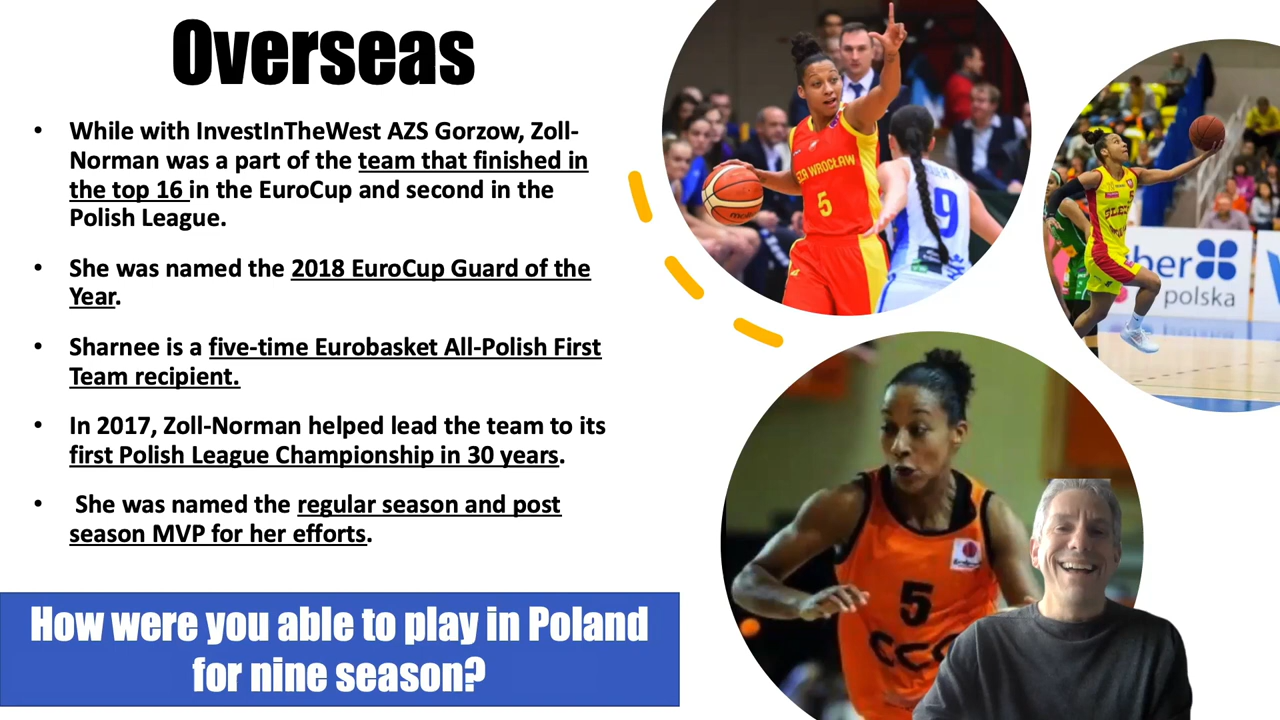 Overseas
• While with InvestInTheWest AZS Gorzow, Zoll-
Norman was a part of the team that finished in
the top 16 in the EuroCup and second in the
Polish League.
• She was named the 2018 EuroCup Guard of the
Year.
• Sharnee is a five-time Eurobasket All-Polish First
Team recipient.
• In 2017, Zoll-Norman helped lead the team to its
first Polish League Championship in 30 years.
• She was named the regular season and post
season MVP for her efforts.
How were you able to play in Poland
for nine season?
WROCŁAW
5
9
molten
polska
5
CCC